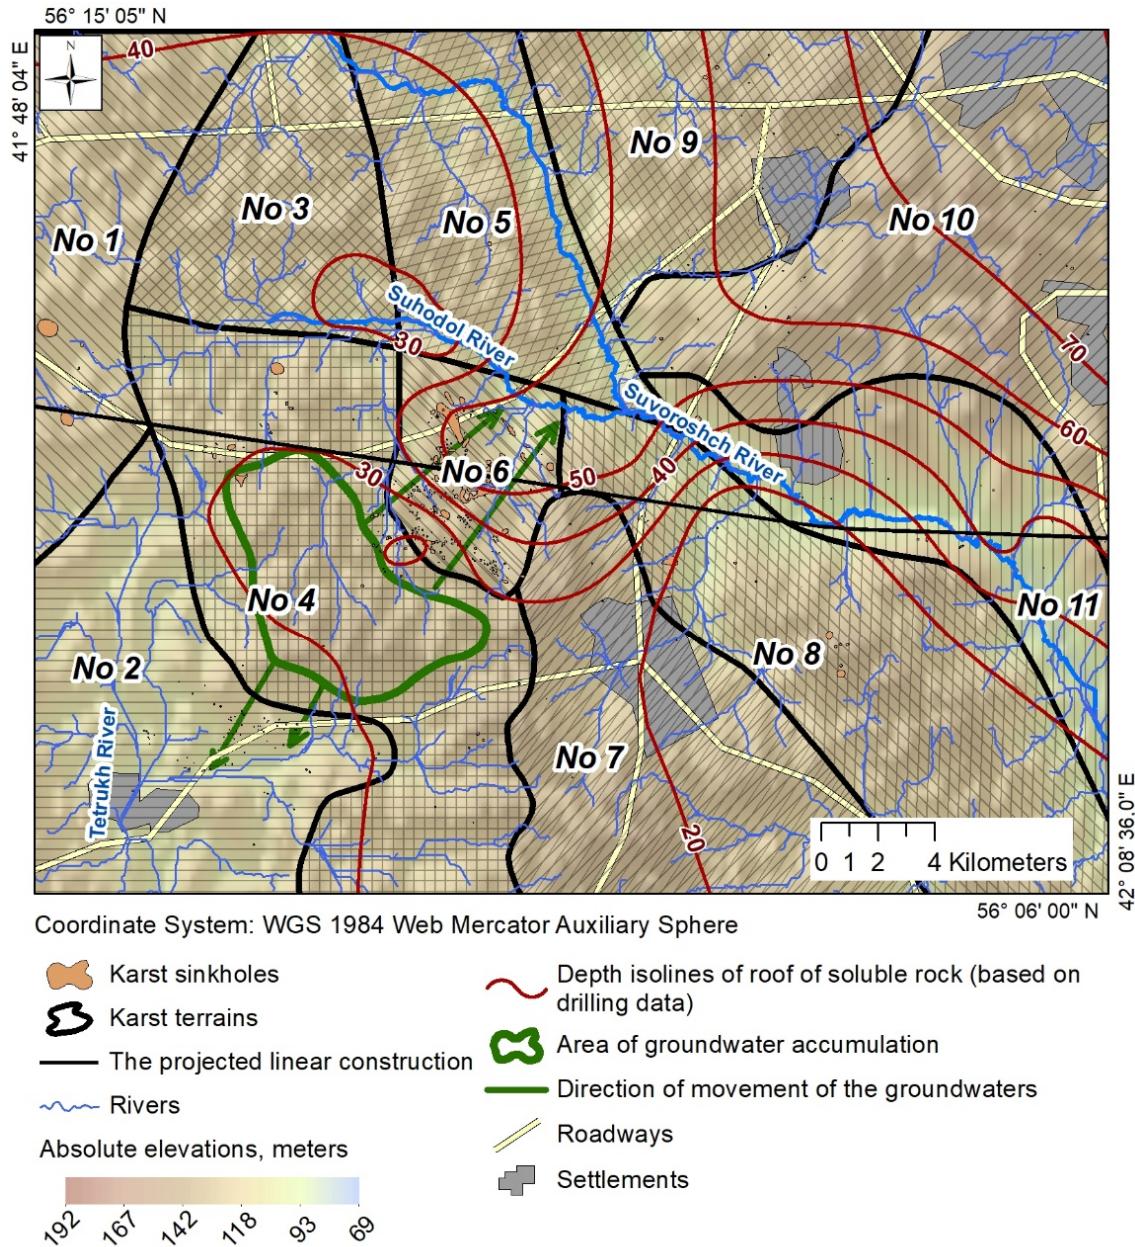 56° 15' 05" N
41° 48' 04" E
N
40
No 9
No 3
No 5
No 10
No 1
Suhodol River
30
70
Suvoroshch River
60
30
No 6
50
40
No 4
No 11
No 2
No 8
Tetrukh River
No 7
20
0 1 2 4 Kilometers
42° 08' 36.0" E
56° 06' 00" N
Coordinate System: WGS 1984 Web Mercator Auxiliary Sphere
Karst sinkholes
Karst terrains
The projected linear construction
Rivers
Absolute elevations, meters
192 167 142 118 93 69
Depth isolines of roof of soluble rock (based on
drilling data)
Area of groundwater accumulation
Direction of movement of the groundwaters
Roadways
Settlements